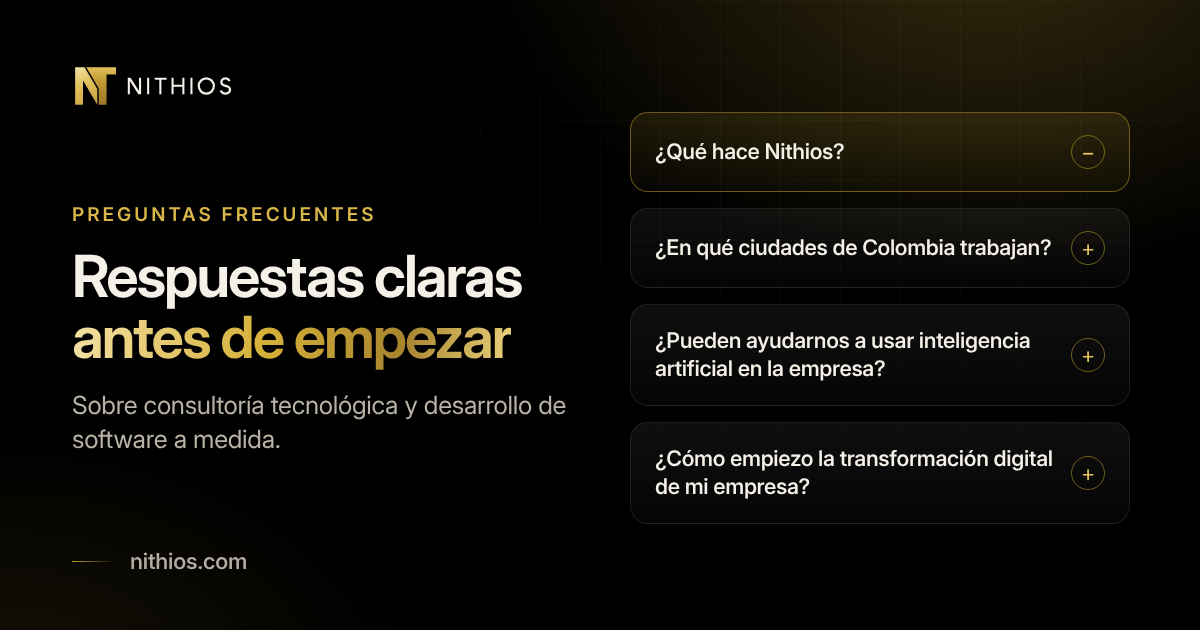 NITHIOS
PREGUNTAS FRECUENTES
Respuestas claras
antes de empezar
Sobre consultoría tecnológica y desarrollo de
software a medida.
nithios.com
¿Qué hace Nithios?
¿En qué ciudades de Colombia trabajan?
¿Pueden ayudarnos a usar inteligencia
artificial en la empresa?
¿Cómo empiezo la transformación digital
de mi empresa?